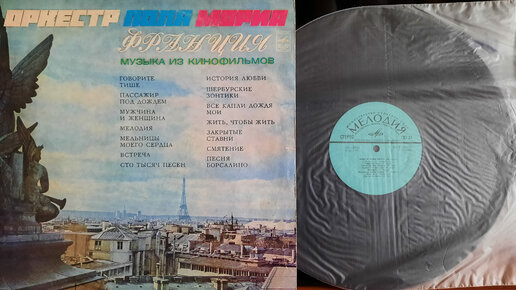 ОРКЕСТР ПОЛА МОРИА
ФРАНЦИЯ
МУЗЫКА ИЗ КИНОФИЛЬМОВ
ГОВОРИТЕ
ТИШЕ
ПАССАЖИР
ПОД ДОЖДЕМ
МУЖЧИНА
И ЖЕНЩИНА
МЕЛОДИЯ
МЕЛЬНИЦЫ
МОЕГО СЕРДЦА
ВСТРЕЧА
СТО ТЫСЯЧ ПЕСЕН
ИСТОРИЯ ЛЮБВИ
ШЕРБУРСКИЕ
ЗОНТИКИ
ВСЕ КАПЛИ ДОЖДЯ
МОИ
ЖИТЬ, ЧТОБЫ ЖИТЬ
ЗАКРЫТЫЕ
СТАВНИ
СМЯТЕНИЕ
ПЕСНЯ
БОРСАЛИНО
МЕЛОДИЯ
СТЕРЕО